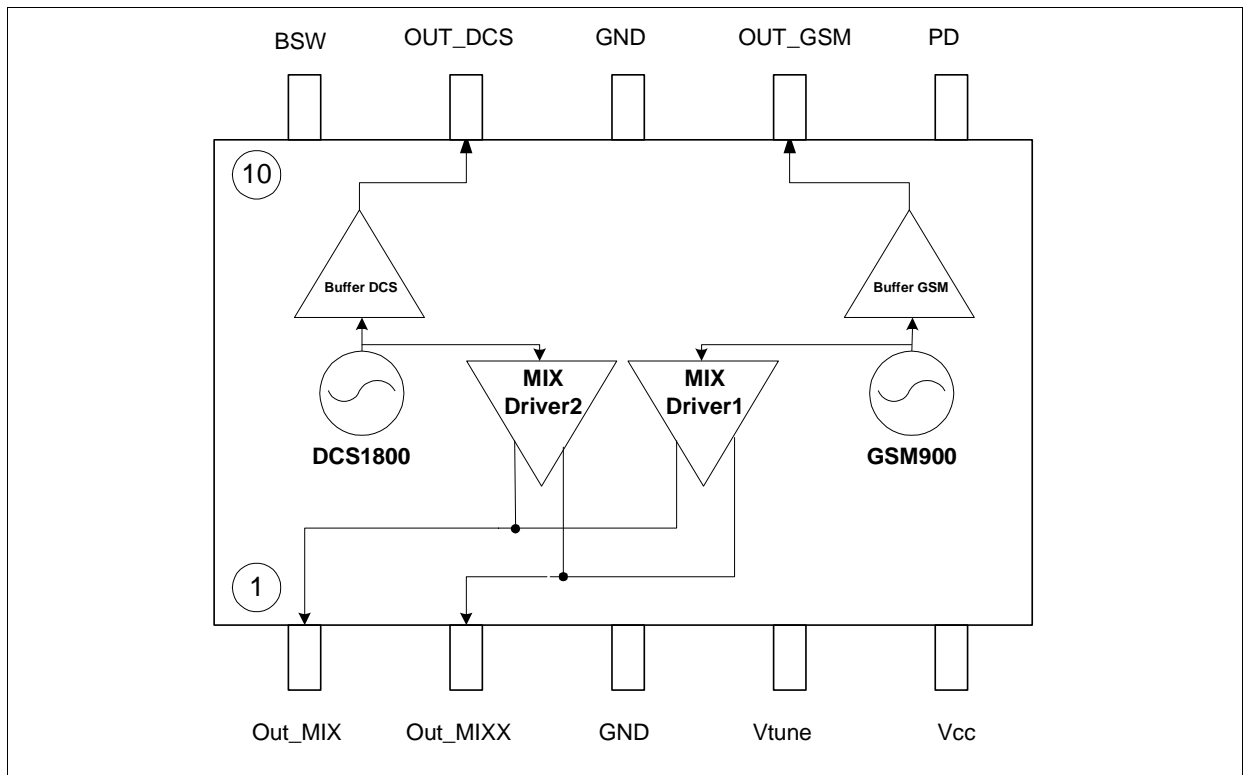 BSW OUT_DCS GND OUT_GSM PD
10
Buffer DCS Buffer GSM
MIX MIX
Driver2 Driver1
DCS1800 GSM900
1
Out_MIX Out_MIXX GND Vtune Vcc